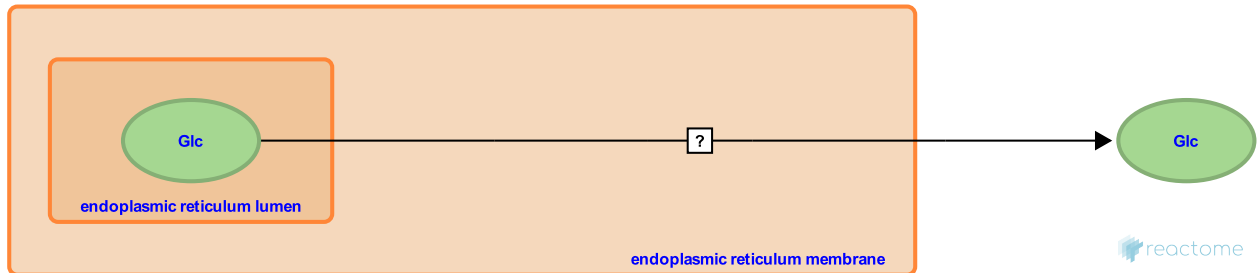 Glc
?
Glc
endoplasmic reticulum lumen
reactome
endoplasmic reticulum membrane